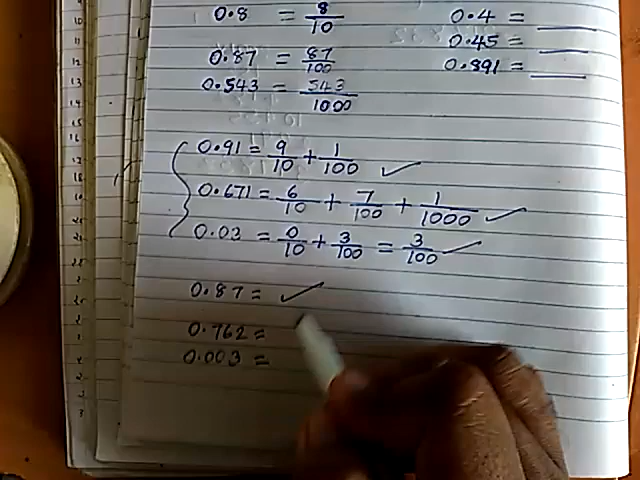 0.8 = 8/10
0.87 = 87/100
0.543 = 543/1000
0.4 = ____
0.45 = ____
0.891 = ____
0.91 = 9/10 + 1/100 ✓
0.671 = 6/10 + 7/100 + 1/1000 ✓
0.03 = 0/10 + 3/100 = 3/100 ✓
0.87 = ✓
0.762 =
0.003 =